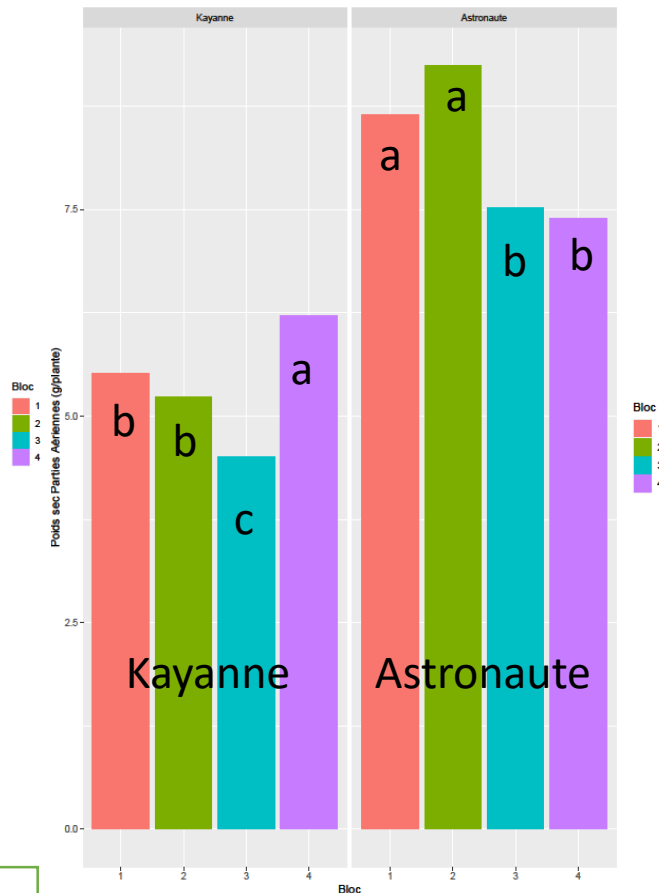 Kayanne
Astronaute
Poids sec Parties Aériennes (g/plante)
7.5
5.0
2.5
0.0
a
a
b
b
b
b
c
a
Kayanne
Astronaute
1
2
3
4
1
2
3
4
Bloc
Bloc
1
2
3
4
Bloc